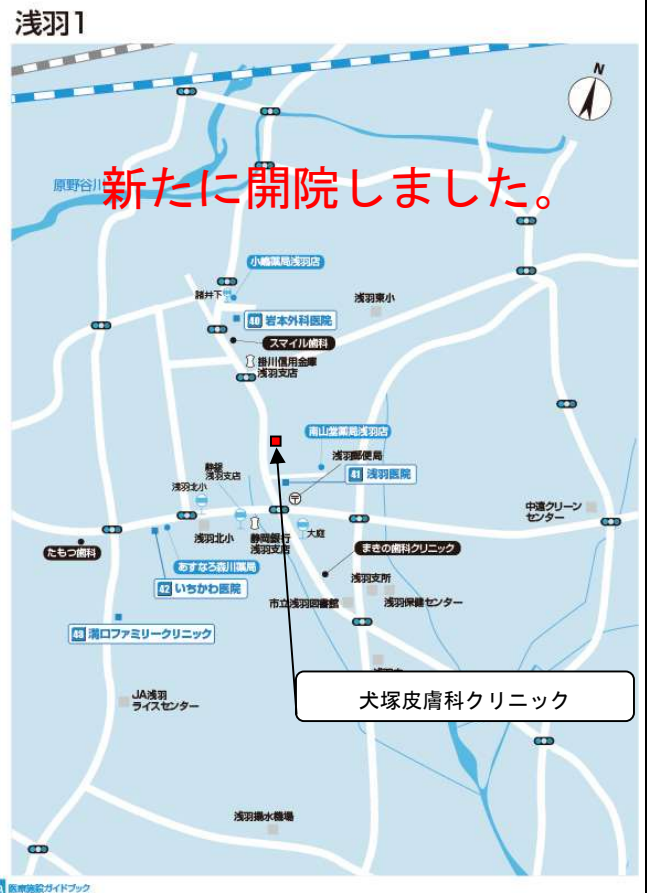 浅羽1
N
原野谷川
新たに開院しました。
小嶋薬局浅羽店
諸井下
浅羽東小
40 岩本外科医院
スマイル歯科
掛川信用金庫
浅羽支店
南山堂薬局浅羽店
浅羽郵便局
静銀
浅羽支店
41 浅羽医院
浅羽北小
中遠クリーン
センター
浅羽北小
静岡銀行
浅羽支店
大庭
まきの歯科クリニック
たもつ歯科
あすなろ森川薬局
42 いちかわ医院
浅羽支所
市立浅羽図書館
浅羽保健センター
43 溝口ファミリークリニック
犬塚皮膚科クリニック
JA浅羽
ライスセンター
浅羽揚水機場
医療施設ガイドブック